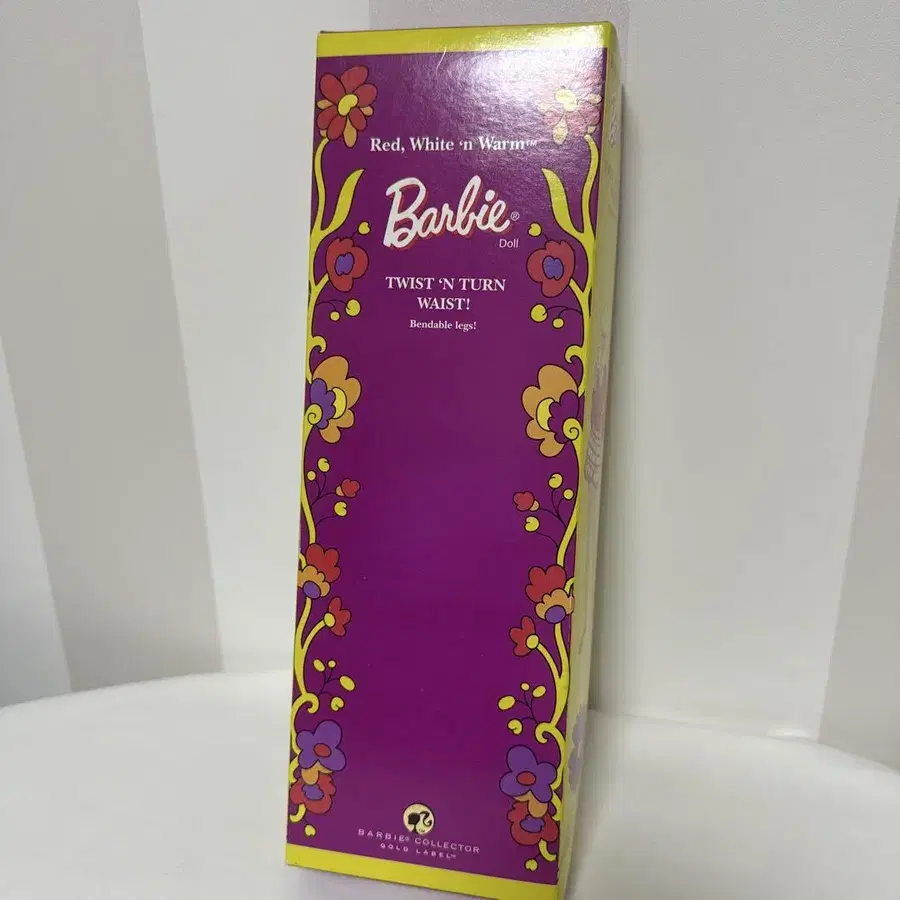 Red, White ‘n Warm™
Barbie®
Doll
TWIST ‘N TURN
WAIST!
Bendable legs!
BARBIE® COLLECTOR
GOLD LABEL™